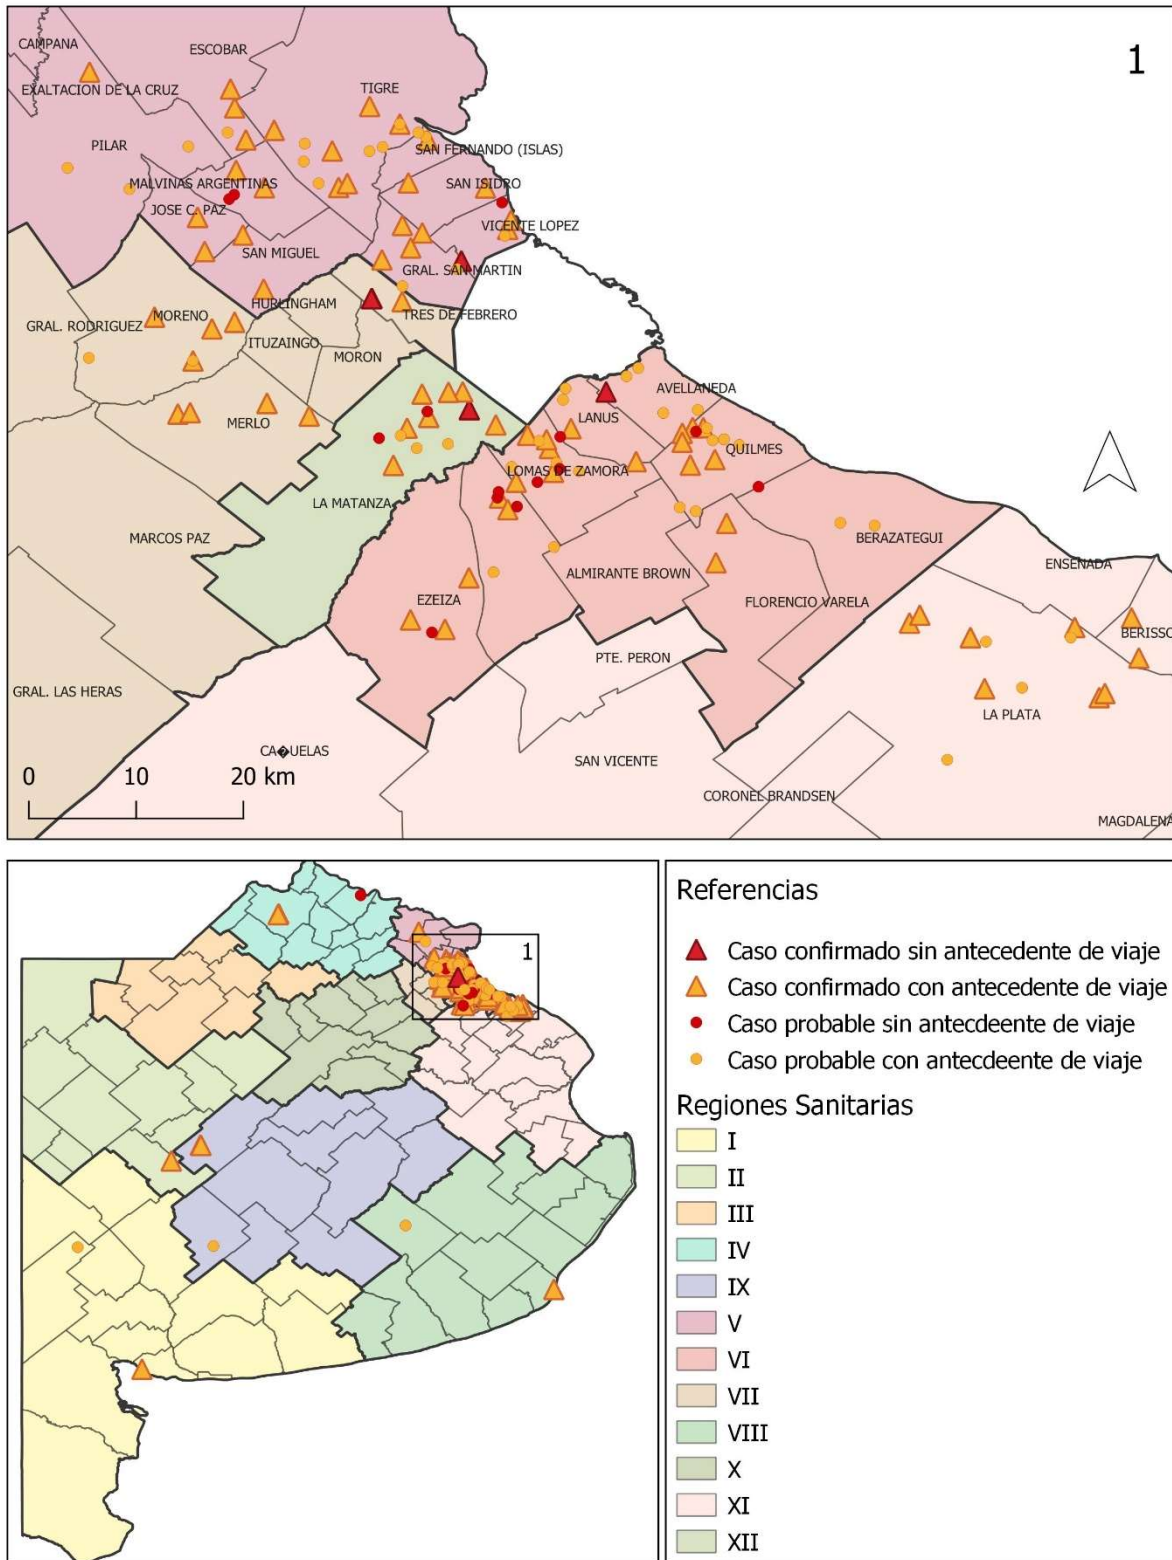 1
CAMPANA
ESCOBAR
EXALTACION DE LA CRUZ
TIGRE
PILAR
SAN FERNANDO (ISLAS)
MALVINAS ARGENTINAS
SAN ISIDRO
JOSE C. PAZ
VICENTE LOPEZ
SAN MIGUEL
GRAL. SAN MARTIN
HURLINGHAM
MORENO
TRES DE FEBRERO
GRAL. RODRIGUEZ
ITUZAINGO
MORON
AVELLANEDA
LANUS
MERLO
QUILMES
LOMAS DE ZAMORA
LA MATANZA
MARCOS PAZ
BERAZATEGUI
ENSENADA
ALMIRANTE BROWN
EZEIZA
FLORENCIO VARELA
BERISSO
PTE. PERON
GRAL. LAS HERAS
LA PLATA
CA�UELAS
SAN VICENTE
CORONEL BRANDSEN
MAGDALENA
0 10 20 km
1
Referencias
Caso confirmado sin antecedente de viaje
Caso confirmado con antecedente de viaje
Caso probable sin antecdeente de viaje
Caso probable con antecdeente de viaje
Regiones Sanitarias
I
II
III
IV
IX
V
VI
VII
VIII
X
XI
XII